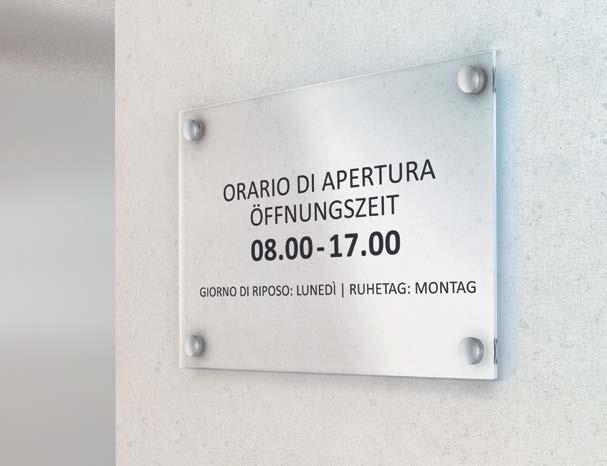 ORARIO DI APERTURA
ÖFFNUNGSZEIT
08.00 - 17.00
GIORNO DI RIPOSO: LUNEDÌ | RUHETAG: MONTAG